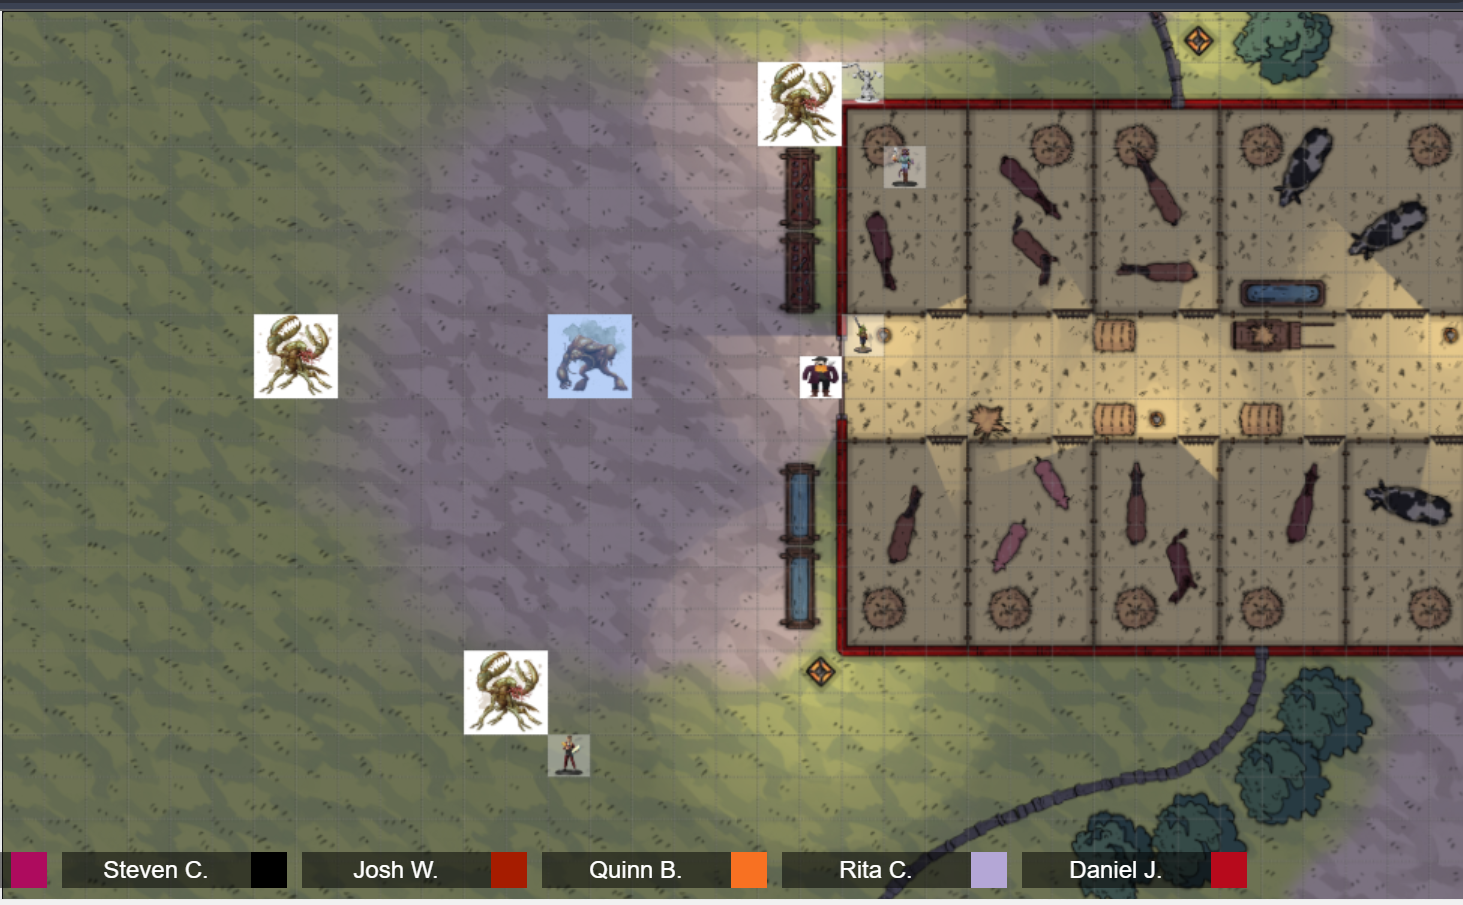 Steven C.
Josh W.
Quinn B.
Rita C.
Daniel J.